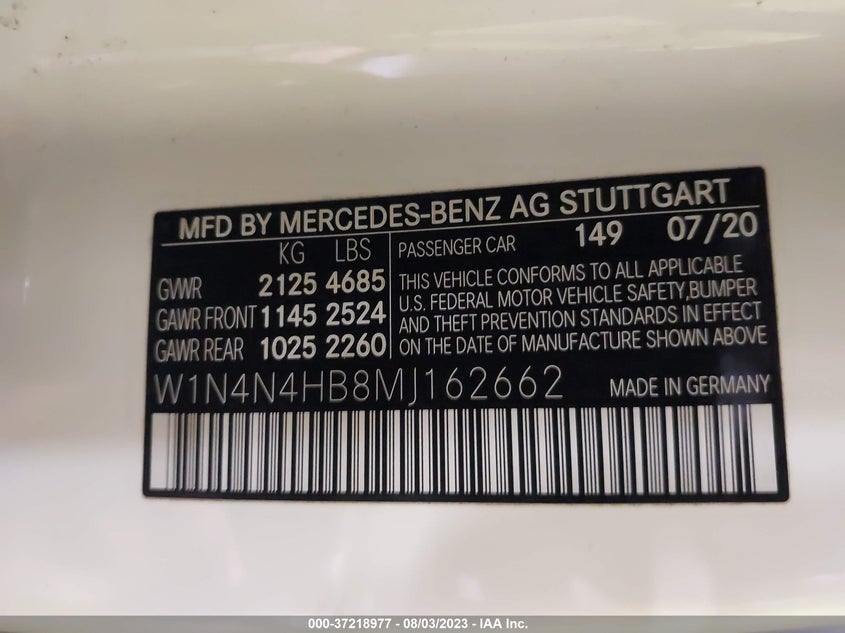 MFD BY MERCEDES-BENZ AG STUTTGART
KG LBS
GVWR 2125 4685
GAWR FRONT 1145 2524
GAWR REAR 1025 2260
PASSENGER CAR 149 07/20
THIS VEHICLE CONFORMS TO ALL APPLICABLE
U.S. FEDERAL MOTOR VEHICLE SAFETY,BUMPER
AND THEFT PREVENTION STANDARDS IN EFFECT
ON THE DATE OF MANUFACTURE SHOWN ABOVE
W1N4N4HB8MJ162662 MADE IN GERMANY
000-37218977 - 08/03/2023 - IAA Inc.